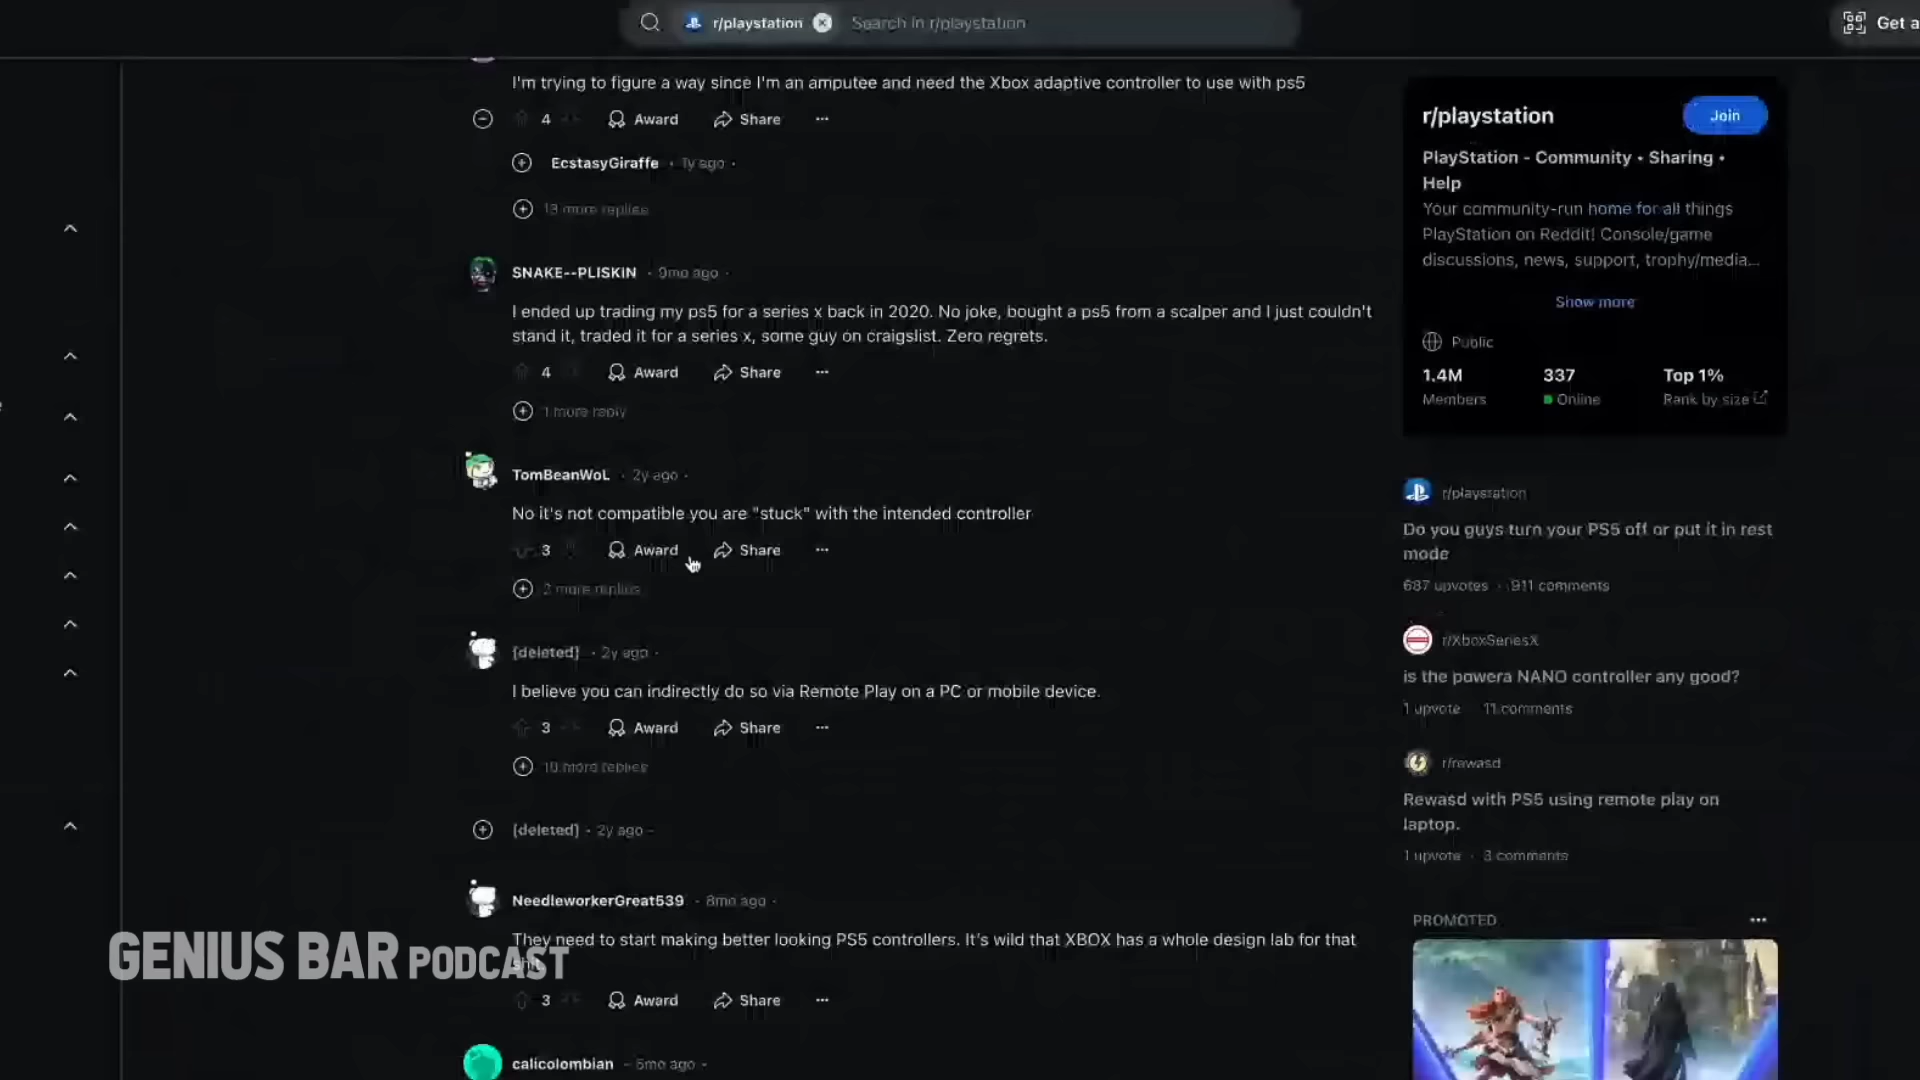 r/playstation
Search in r/playstation
Get a
I'm trying to figure a way since I'm an amputee and need the Xbox adaptive controller to use with ps5
4 Award Share
EcstasyGiraffe • 1y ago •
13 more replies
SNAKE--PLISKIN • 9mo ago •
I ended up trading my ps5 for a series x back in 2020. No joke, bought a ps5 from a scalper and I just couldn't
stand it, traded it for a series x, some guy on craigslist. Zero regrets.
4 Award Share
1 more reply
TomBeanWoL • 2y ago •
No it's not compatible you are "stuck" with the intended controller
3 Award Share
2 more replies
[deleted] • 2y ago •
I believe you can indirectly do so via Remote Play on a PC or mobile device.
3 Award Share
10 more replies
[deleted] • 2y ago •
NeedleworkerGreat539 • 8mo ago •
They need to start making better looking PS5 controllers. It's wild that XBOX has a whole design lab for that
shit.
3 Award Share
calicolombian • 5mo ago •
GENIUS BAR PODCAST
r/playstation
Join
PlayStation - Community • Sharing •
Help
Your community-run home for all things
PlayStation on Reddit! Console/game
discussions, news, support, trophy/media...
Show more
Public
1.4M 337 Top 1%
Members Online Rank by size
r/playstation
Do you guys turn your PS5 off or put it in rest
mode
687 upvotes • 911 comments
r/XboxSeriesX
is the powera NANO controller any good?
1 upvote 11 comments
r/rewasd
Rewasd with PS5 using remote play on
laptop.
1 upvote • 3 comments
PROMOTED